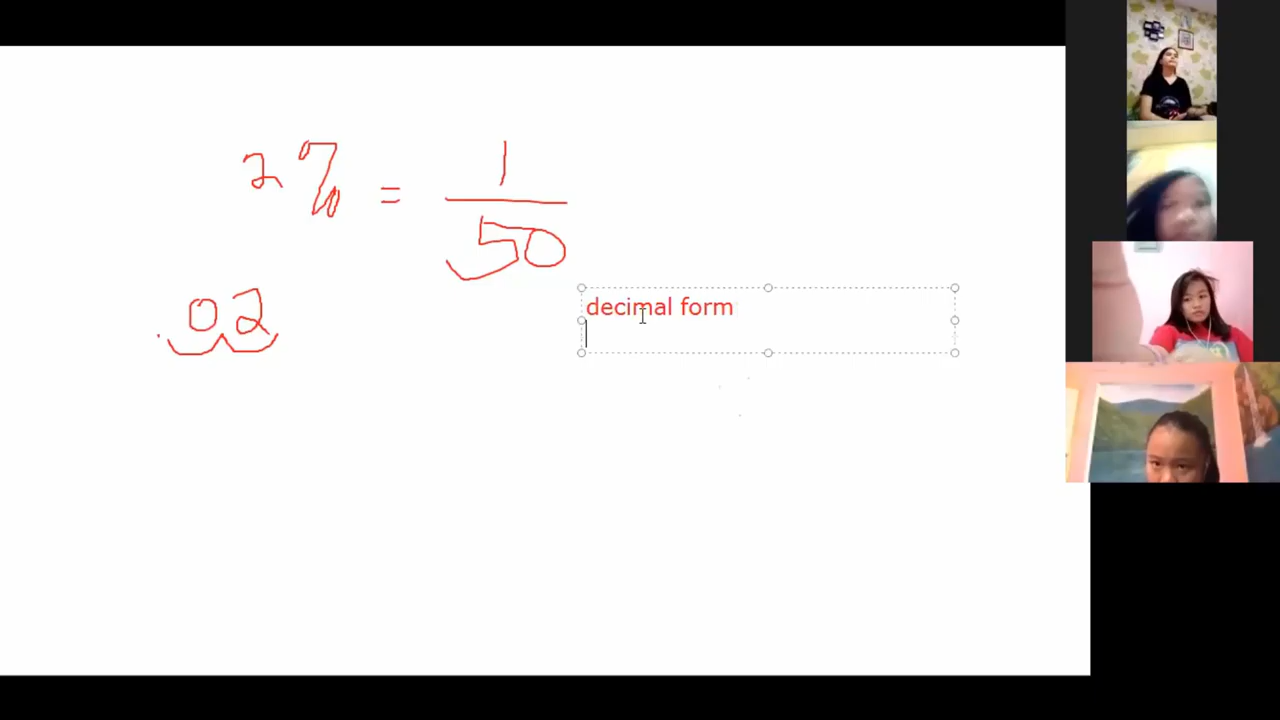 2% = 1/50
.02
decimal form